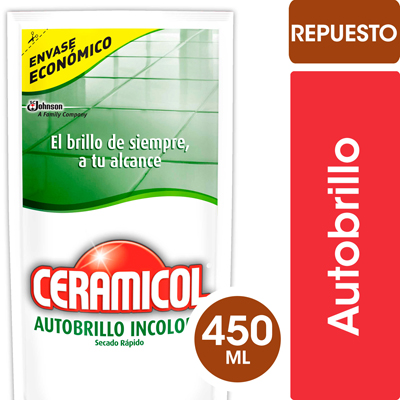 ENVASE
ECONÓMICO
SC Johnson
A Family Company
El brillo de siempre,
a tu alcance
CERAMICOL
AUTOBRILLO INCOLO
Secado Rápido
450
ML
REPUESTO
Autobrillo